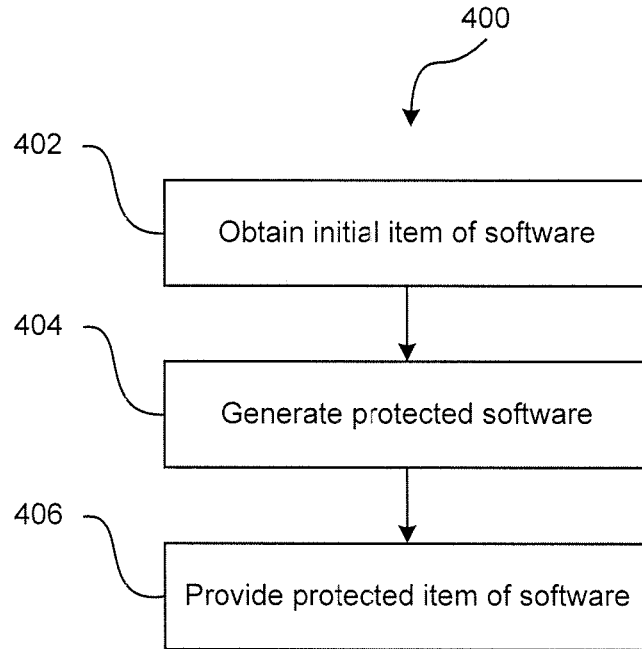 400
402
Obtain initial item of software
404
Generate protected software
406
Provide protected item of software